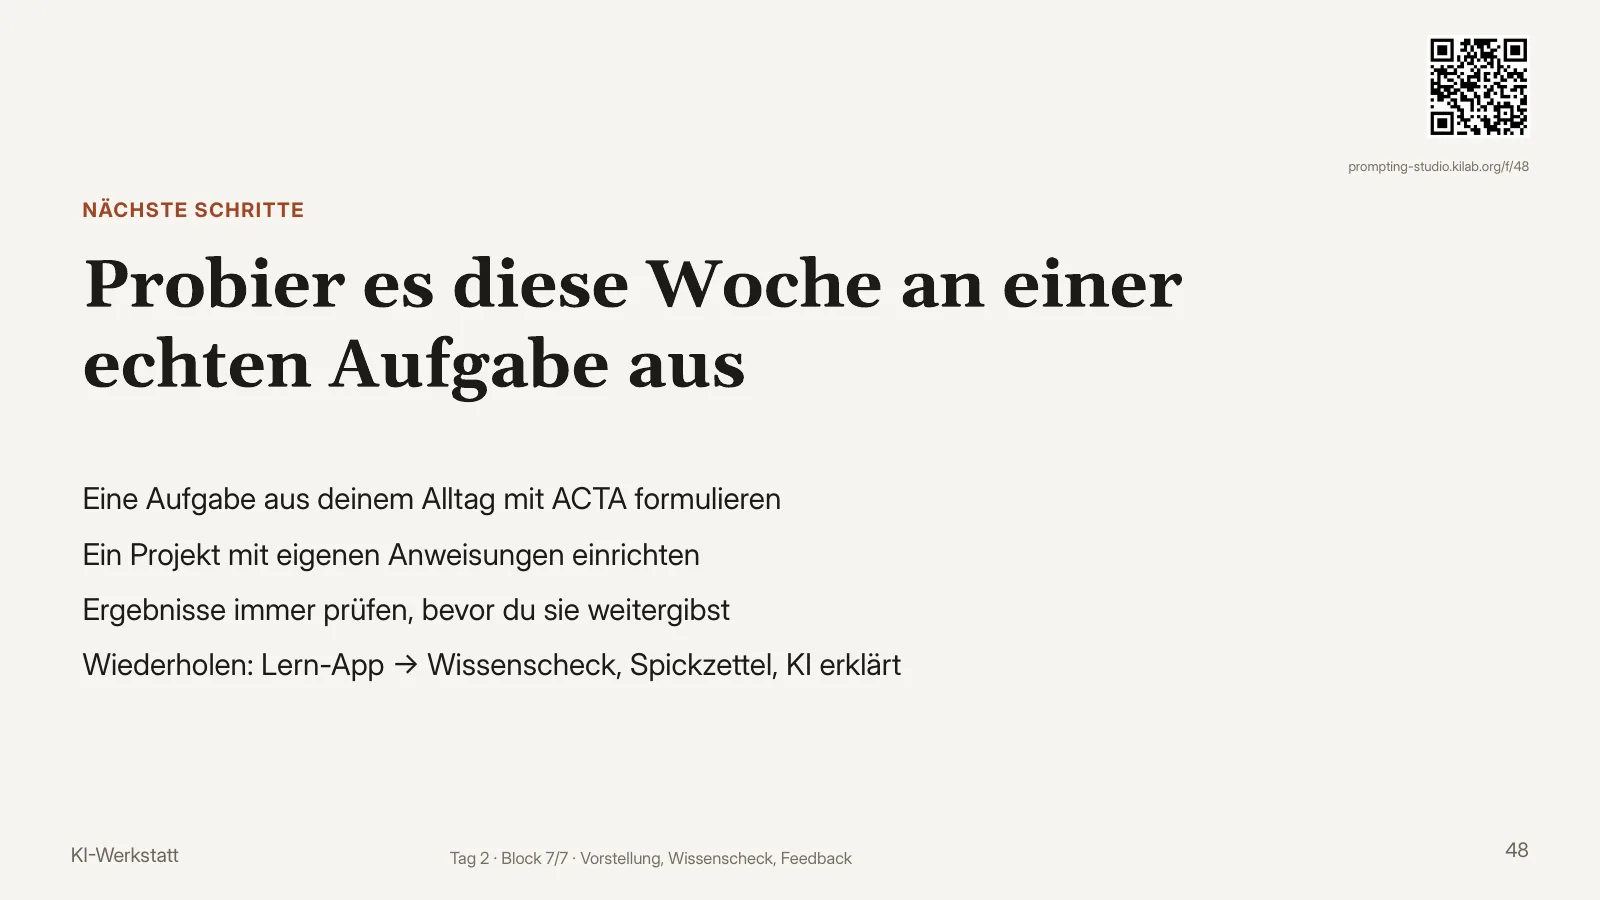 prompting-studio.kilab.org/f/48
NÄCHSTE SCHRITTE
Probier es diese Woche an einer
echten Aufgabe aus
Eine Aufgabe aus deinem Alltag mit ACTA formulieren
Ein Projekt mit eigenen Anweisungen einrichten
Ergebnisse immer prüfen, bevor du sie weitergibst
Wiederholen: Lern-App → Wissenscheck, Spickzettel, KI erklärt
KI-Werkstatt
Tag 2 · Block 7/7 · Vorstellung, Wissenscheck, Feedback
48